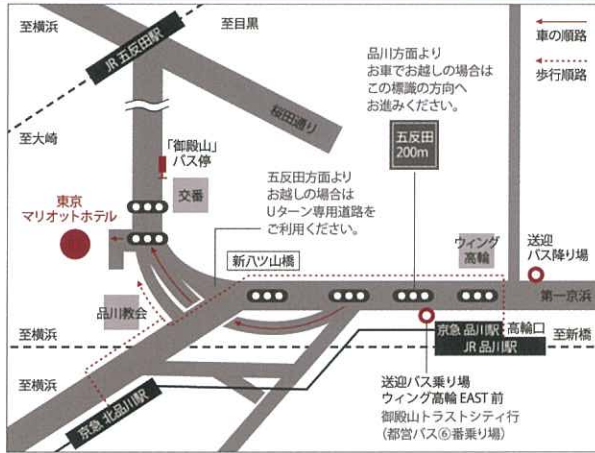 至横浜
至目黒
JR 五反田駅
車の順路
歩行順路
品川方面より
お車でお越しの場合は
この標識の方向へ
お進みください。
桜田通り
至大崎
「御殿山」
バス停
五反田
200m
交番
五反田方面より
お越しの場合は
Uターン専用道路を
ご利用ください。
東京
マリオットホテル
新八ツ山橋
ウィング
高輪
送迎
バス降り場
第一京浜
品川教会
京急 品川駅
高輪口
JR 品川駅
至横浜
至新橋
至横浜
京急 北品川駅
送迎バス乗り場
ウィング高輪 EAST 前
御殿山トラストシティ行
(都営バス⑥番乗り場)